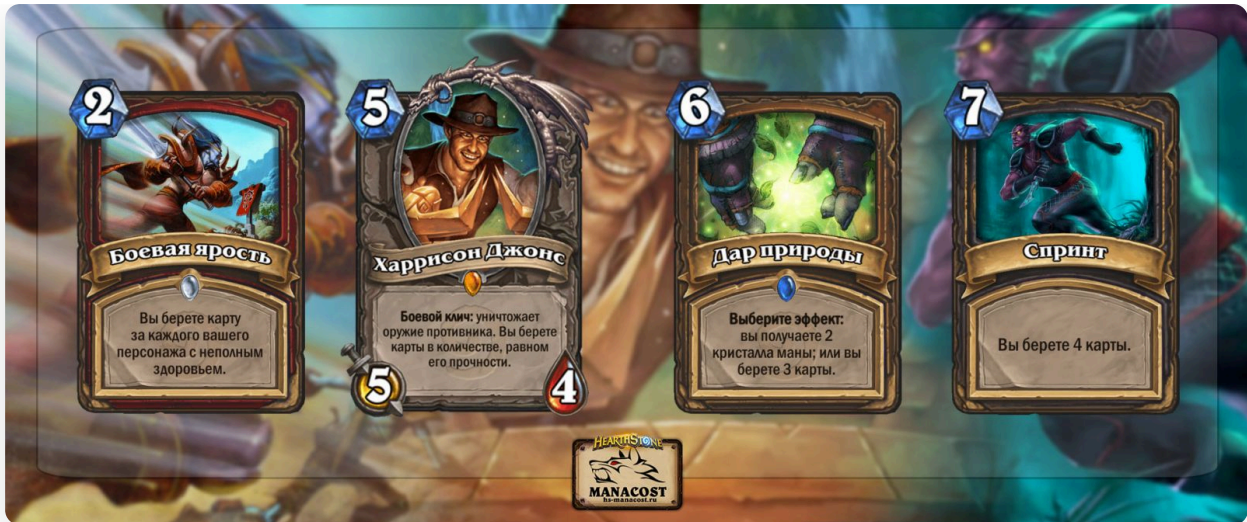 2
Боевая ярость
Вы берете карту
за каждого вашего
персонажа с неполным
здоровьем.
5
Харрисон Джонс
Боевой клич: уничтожает
оружие противника. Вы берете
карты в количестве, равном
его прочности.
5
4
6
Дар природы
Выберите эффект:
вы получаете 2
кристалла маны; или вы
берете 3 карты.
7
Спринт
Вы берете 4 карты.
HEARTHSTONE
MANACOST
hs-manacost.ru